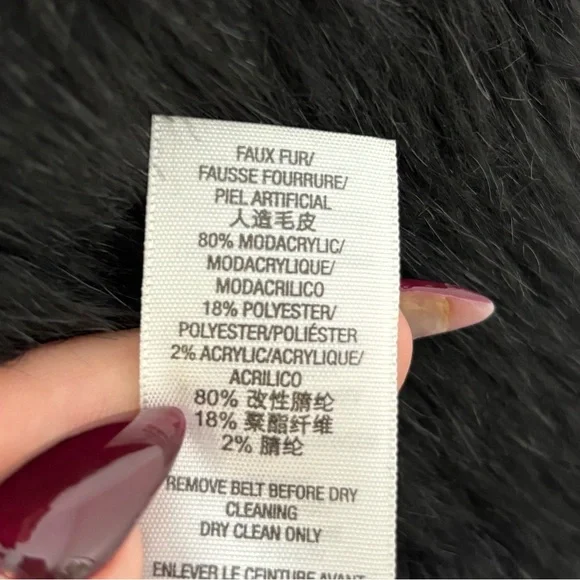 FAUX FUR/
FAUSSE FOURRURE/
PIEL ARTIFICIAL
人造毛皮
80% MODACRYLIC/
MODACRYLIQUE/
MODACRILICO
18% POLYESTER/
POLYESTER/POLIÉSTER
2% ACRYLIC/ACRYLIQUE/
ACRILICO
80% 改性腈纶
18% 聚酯纤维
2% 腈纶
REMOVE BELT BEFORE DRY
CLEANING
DRY CLEAN ONLY
ENLEVER LE CEINTURE AVANT